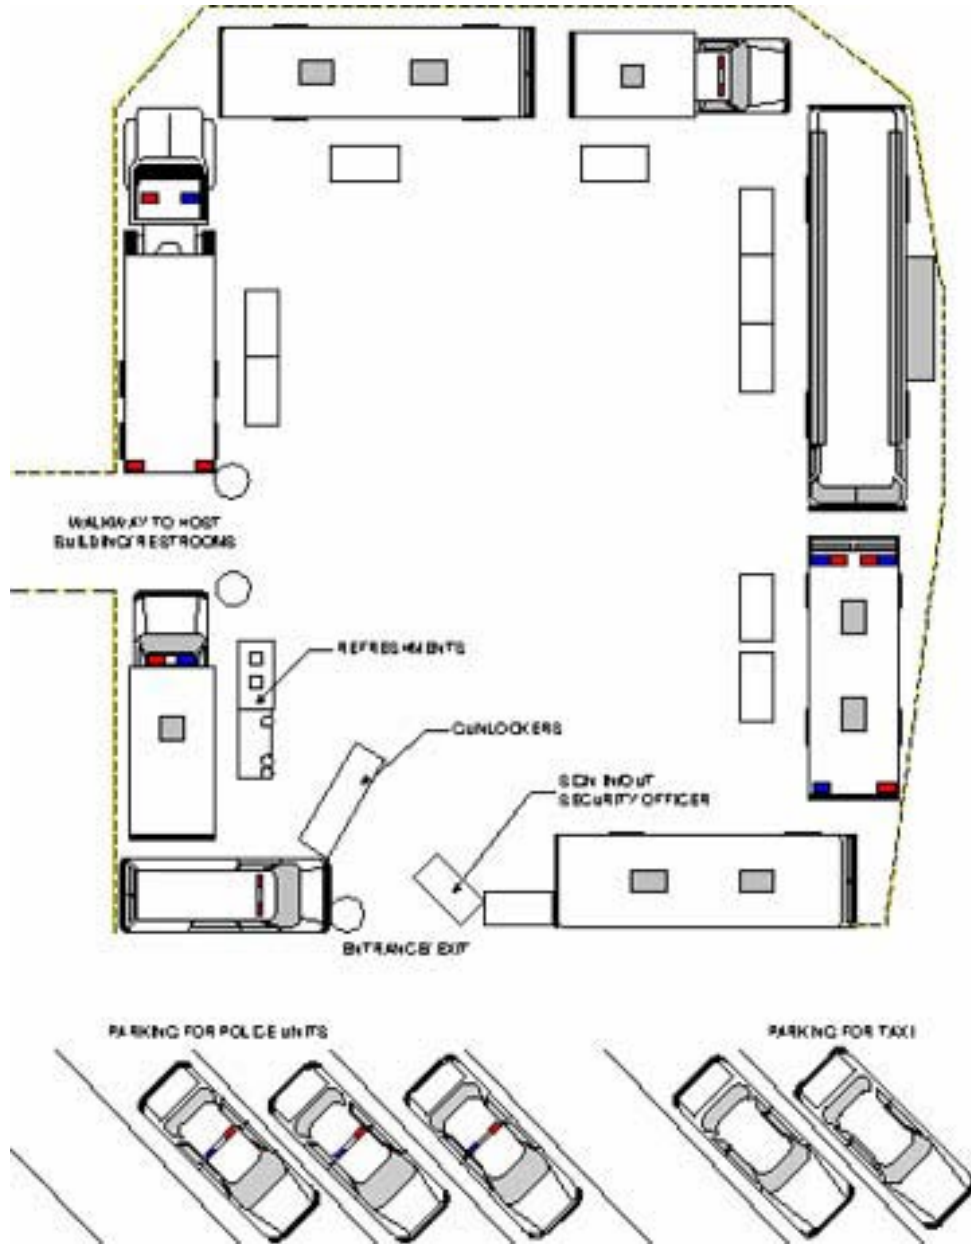 WALKWAY TO HOST
BUILDING/RESTROOMS
REFRESHMENTS
GUNLOCKERS
SIGN IN/OUT
SECURITY OFFICER
ENTRANCE/ EXIT
PARKING FOR POLICE UNITS
PARKING FOR TAXI